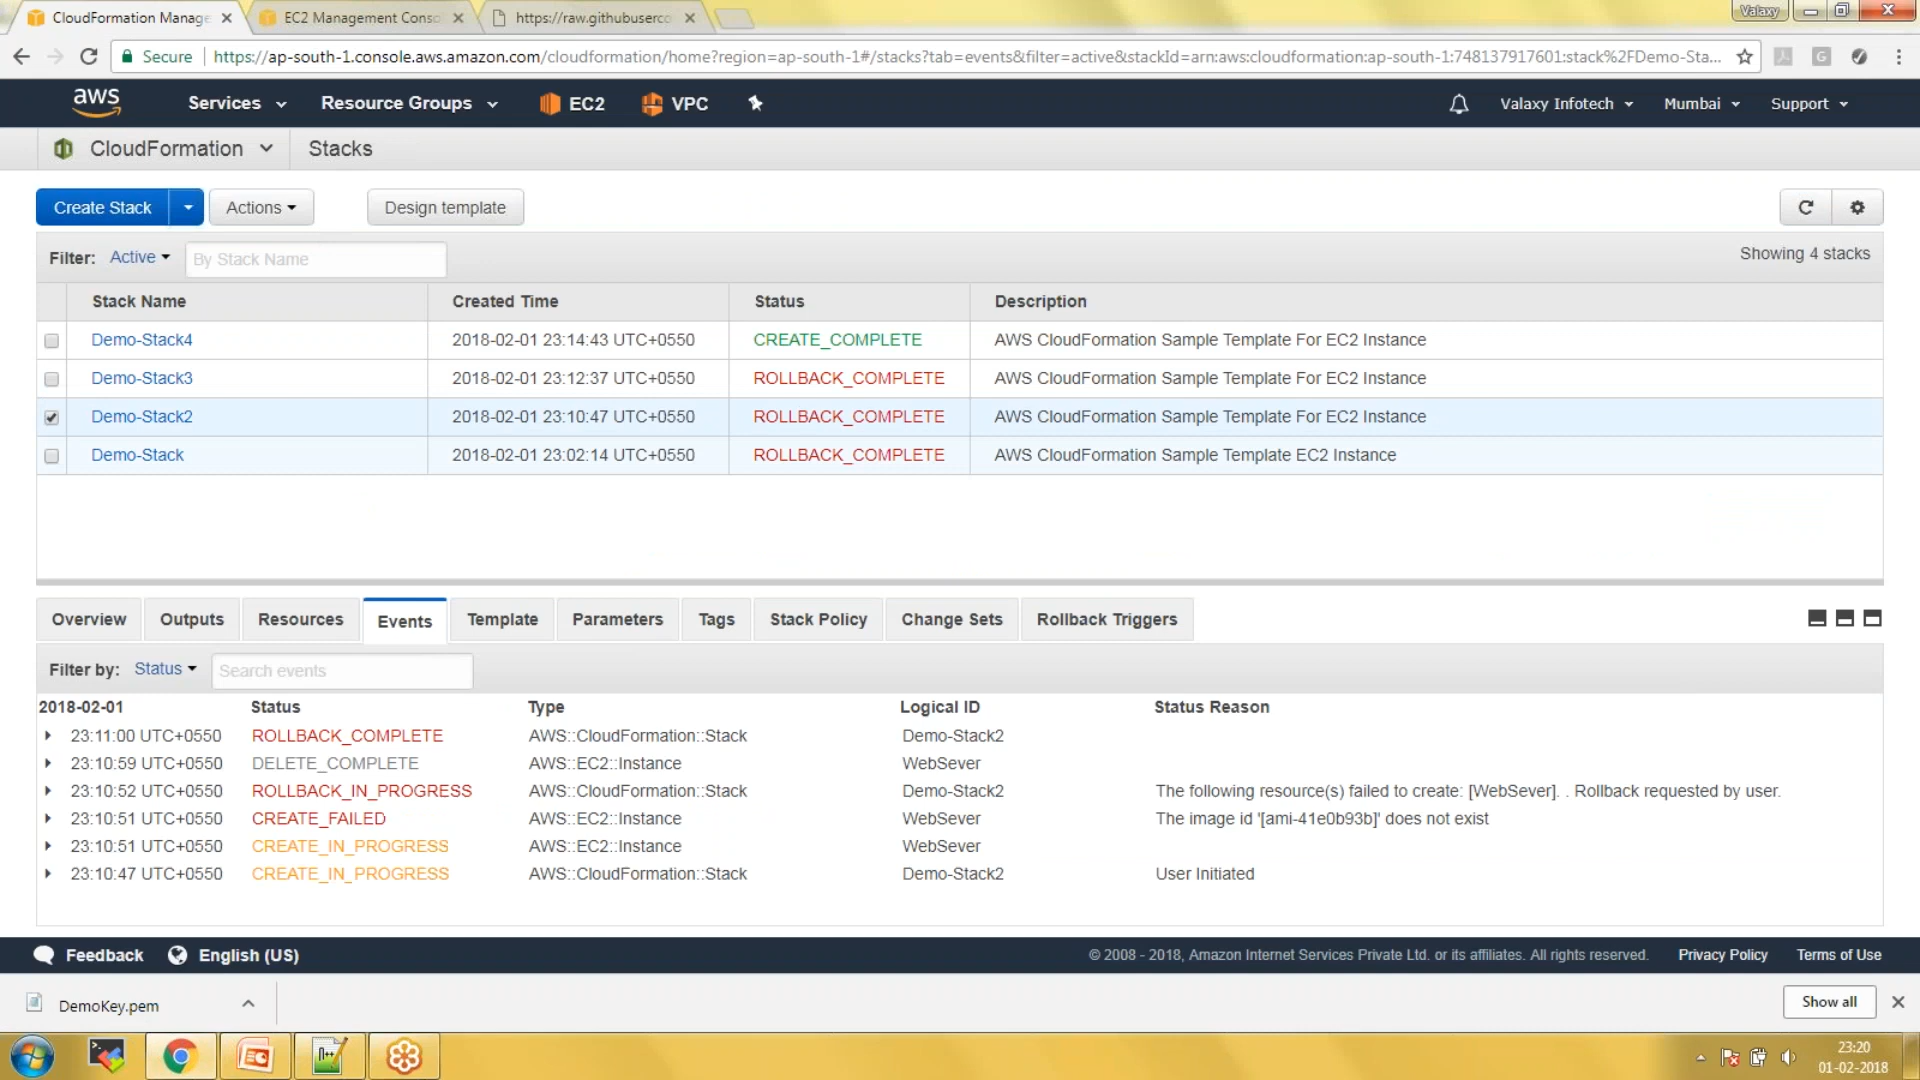 CloudFormation Manage
EC2 Management Conso
https://raw.githubuserco
Valaxy
Secure
https://ap-south-1.console.aws.amazon.com/cloudformation/home?region=ap-south-1#/stacks?tab=events&filter=active&stackId=arn:aws:cloudformation:ap-south-1:748137917601:stack%2FDemo-Sta...
aws
Services
Resource Groups
EC2
VPC
Valaxy Infotech
Mumbai
Support
CloudFormation
Stacks
Create Stack
Actions
Design template
Filter: Active
By Stack Name
Showing 4 stacks
Stack Name Created Time Status Description
Demo-Stack4 2018-02-01 23:14:43 UTC+0550 CREATE_COMPLETE AWS CloudFormation Sample Template For EC2 Instance
Demo-Stack3 2018-02-01 23:12:37 UTC+0550 ROLLBACK_COMPLETE AWS CloudFormation Sample Template For EC2 Instance
Demo-Stack2 2018-02-01 23:10:47 UTC+0550 ROLLBACK_COMPLETE AWS CloudFormation Sample Template For EC2 Instance
Demo-Stack 2018-02-01 23:02:14 UTC+0550 ROLLBACK_COMPLETE AWS CloudFormation Sample Template EC2 Instance
Overview Outputs Resources Events Template Parameters Tags Stack Policy Change Sets Rollback Triggers
Filter by: Status
Search events
2018-02-01 Status Type Logical ID Status Reason
23:11:00 UTC+0550 ROLLBACK_COMPLETE AWS::CloudFormation::Stack Demo-Stack2
23:10:59 UTC+0550 DELETE_COMPLETE AWS::EC2::Instance WebSever
23:10:52 UTC+0550 ROLLBACK_IN_PROGRESS AWS::CloudFormation::Stack Demo-Stack2 The following resource(s) failed to create: [WebSever]. . Rollback requested by user.
23:10:51 UTC+0550 CREATE_FAILED AWS::EC2::Instance WebSever The image id '[ami-41e0b93b]' does not exist
23:10:51 UTC+0550 CREATE_IN_PROGRESS AWS::EC2::Instance WebSever
23:10:47 UTC+0550 CREATE_IN_PROGRESS AWS::CloudFormation::Stack Demo-Stack2 User Initiated
Feedback
English (US)
© 2008 - 2018, Amazon Internet Services Private Ltd. or its affiliates. All rights reserved.
Privacy Policy
Terms of Use
DemoKey.pem
Show all
23:20
01-02-2018